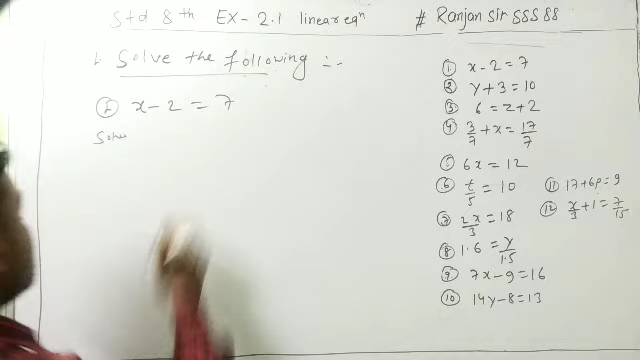 Std 8th EX-2.1 linear eqⁿ # Ranjan Sir SSS 88
1. Solve the following :-
① x-2=7
Soluⁿ
① x-2=7
② y+3=10
③ 6=z+2
④ 3/7+x=17/7
⑤ 6x=12
⑥ t/5=10
⑦ 2x/3=18
⑧ 1.6=y/1.5
⑨ 7x-9=16
⑩ 14y-8=13
⑪ 17+6p=9
⑫ x/3+1=7/15